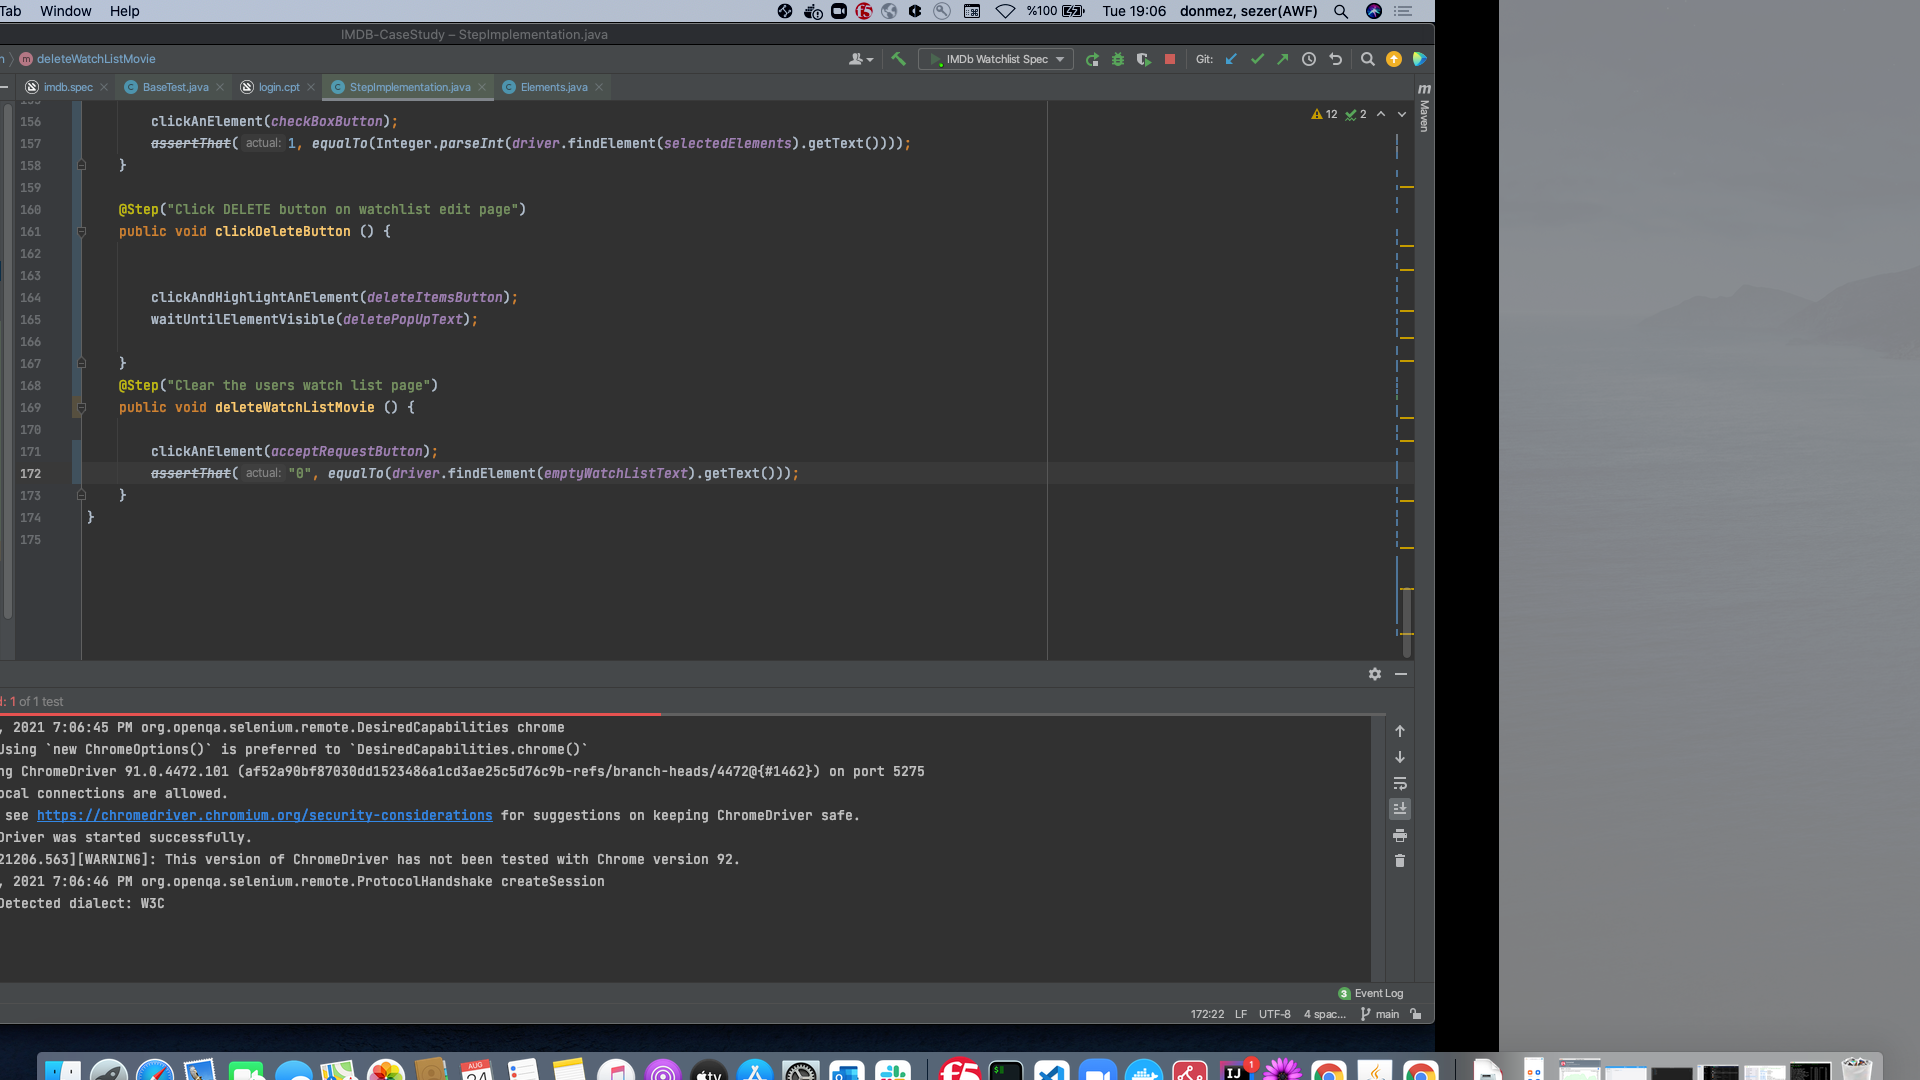 Tab Window Help %100 Tue 19:06 donmez, sezer(AWF)
IMDB-CaseStudy – StepImplementation.java
m deleteWatchListMovie IMDb Watchlist Spec Git:
imdb.spec BaseTest.java login.cpt StepImplementation.java Elements.java
m
Maven
12 2
156 clickAnElement(checkBoxButton);
157 assertThat( actual: 1, equalTo(Integer.parseInt(driver.findElement(selectedElements).getText())));
158 }
159
160 @Step("Click DELETE button on watchlist edit page")
161 public void clickDeleteButton () {
162
163
164 clickAndHighlightAnElement(deleteItemsButton);
165 waitUntilElementVisible(deletePopUpText);
166
167 }
168 @Step("Clear the users watch list page")
169 public void deleteWatchListMovie () {
170
171 clickAnElement(acceptRequestButton);
172 assertThat( actual: "0", equalTo(driver.findElement(emptyWatchListText).getText()));
173 }
174 }
175
d: 1 of 1 test
, 2021 7:06:45 PM org.openqa.selenium.remote.DesiredCapabilities chrome
Using `new ChromeOptions()` is preferred to `DesiredCapabilities.chrome()`
ng ChromeDriver 91.0.4472.101 (af52a90bf87030dd1523486a1cd3ae25c5d76c9b-refs/branch-heads/4472@{#1462}) on port 5275
ocal connections are allowed.
see https://chromedriver.chromium.org/security-considerations for suggestions on keeping ChromeDriver safe.
Driver was started successfully.
21206.563][WARNING]: This version of ChromeDriver has not been tested with Chrome version 92.
, 2021 7:06:46 PM org.openqa.selenium.remote.ProtocolHandshake createSession
Detected dialect: W3C
3 Event Log
172:22 LF UTF-8 4 spac... main
AUG
24
tv
f5
IJ
1